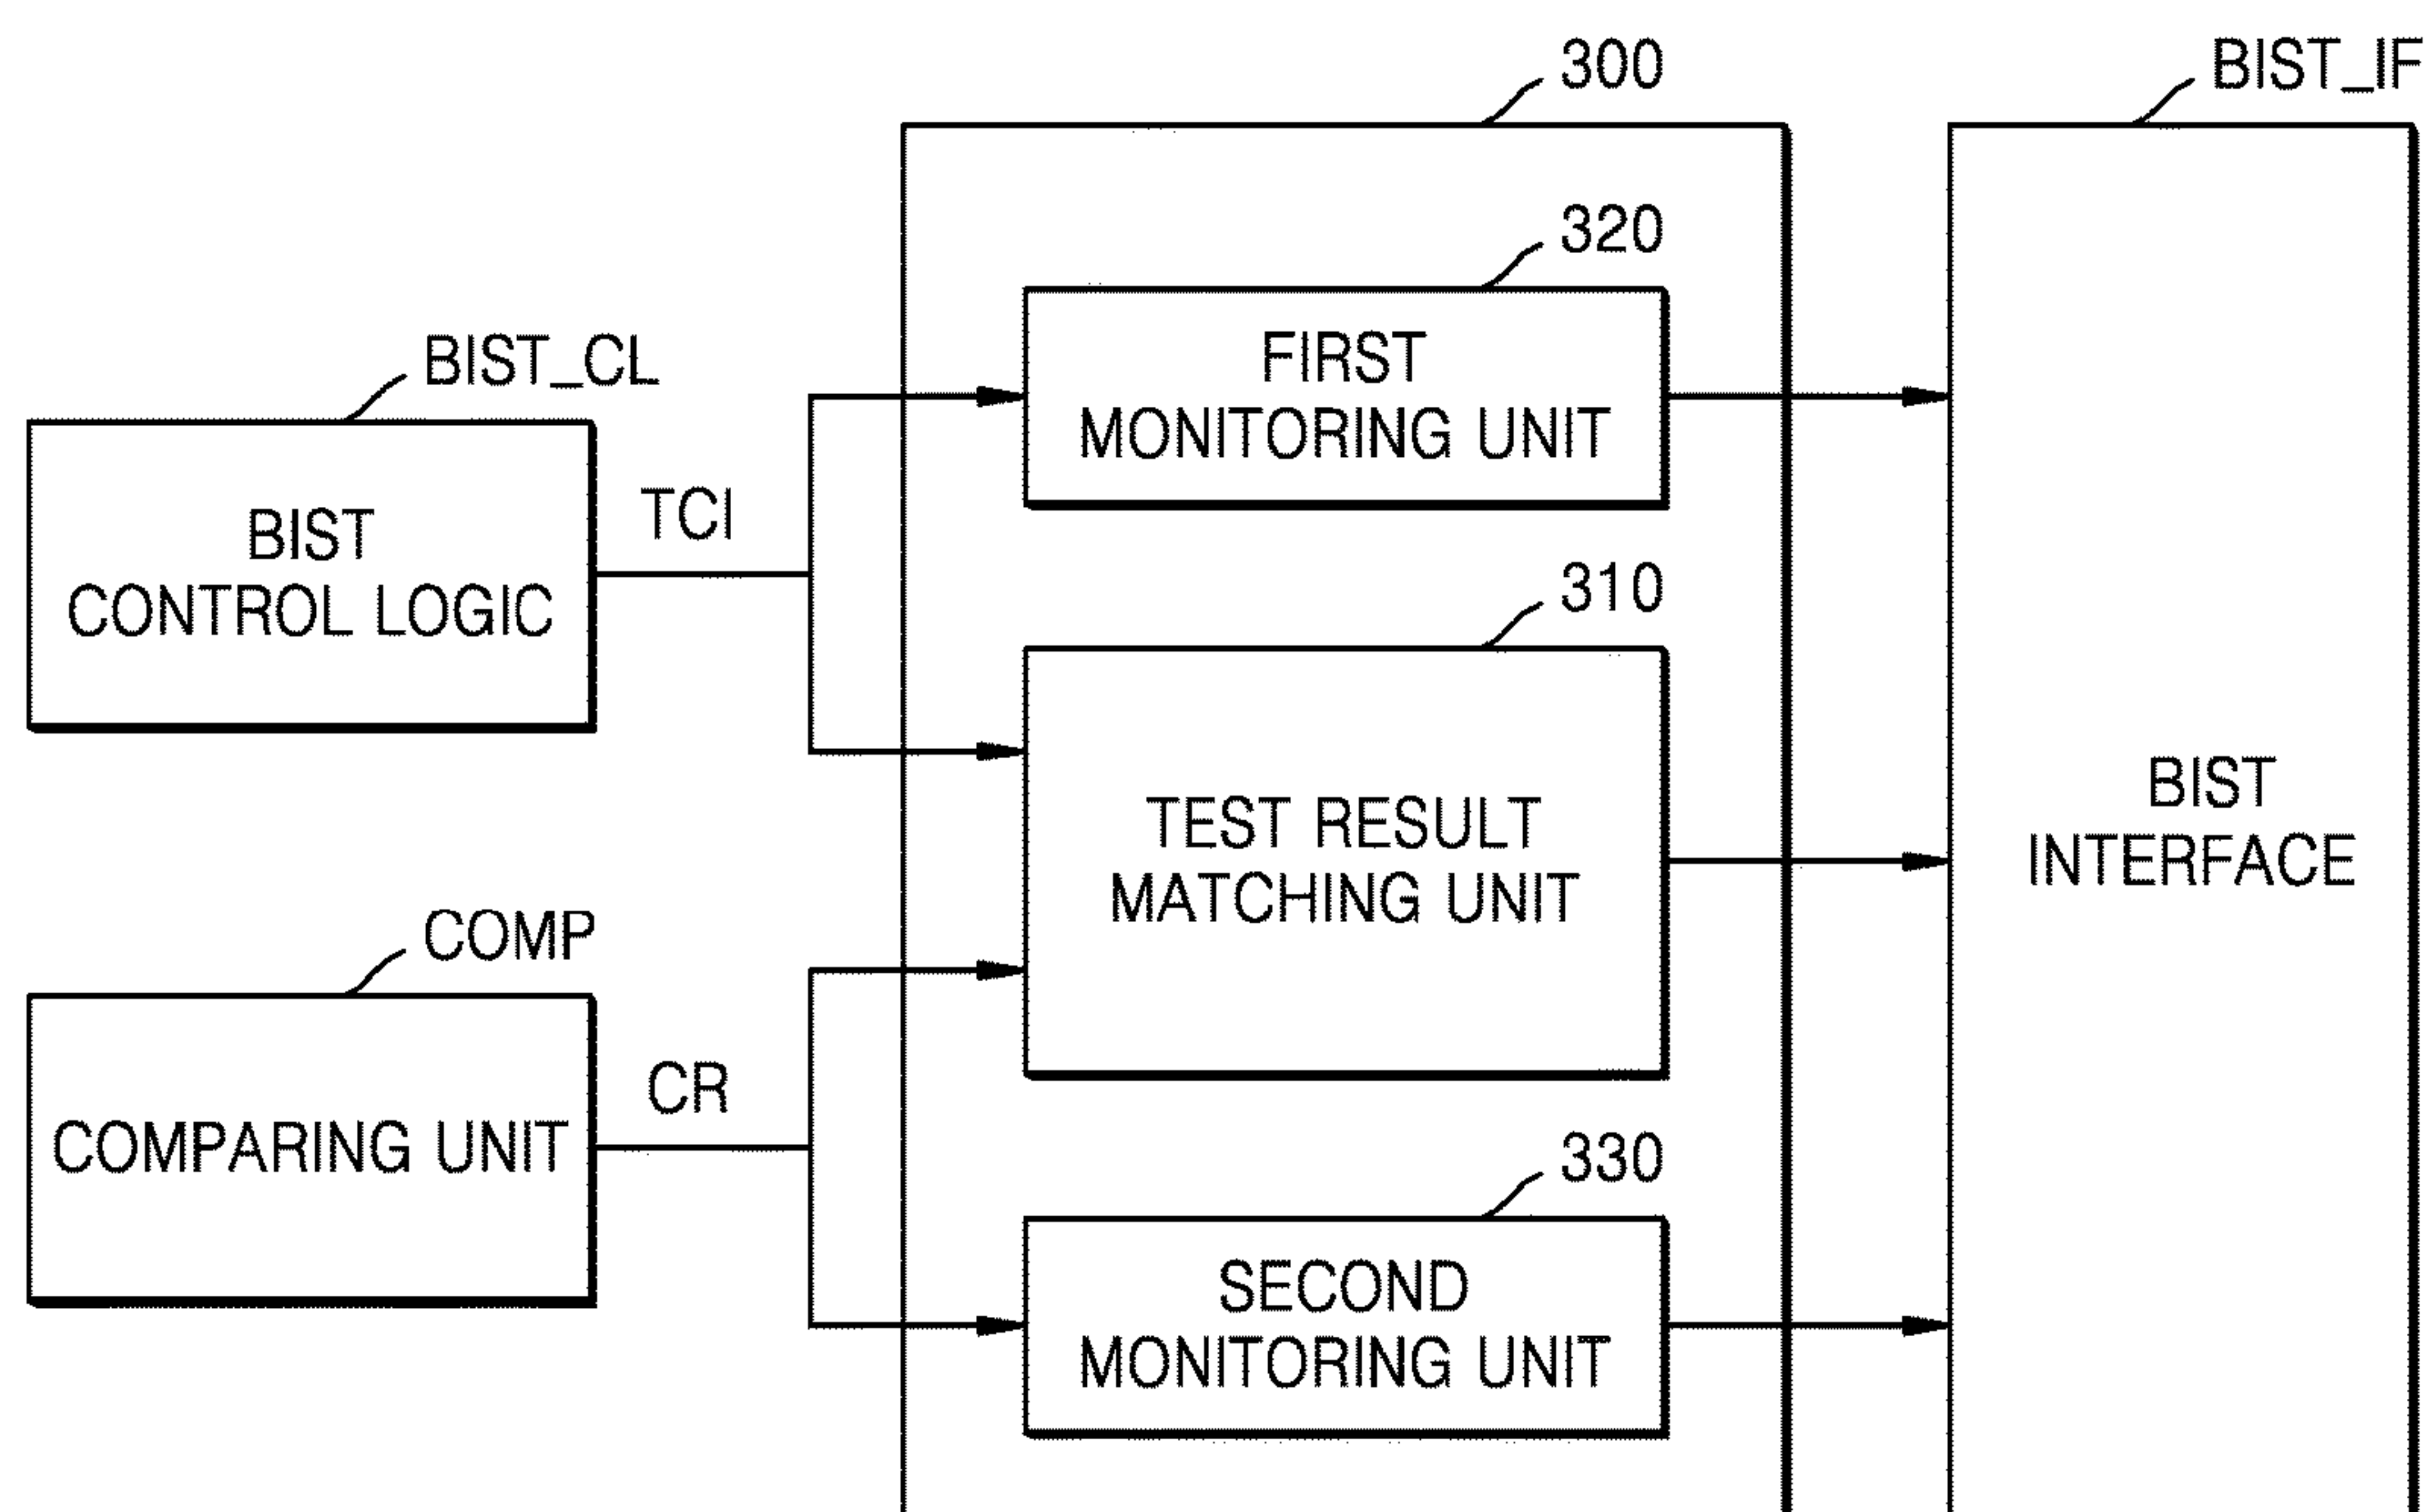 300
BIST_IF
320
FIRST
MONITORING UNIT
BIST_CL
BIST
CONTROL LOGIC
TCI
310
TEST RESULT
MATCHING UNIT
BIST
INTERFACE
COMP
COMPARING UNIT
CR
330
SECOND
MONITORING UNIT